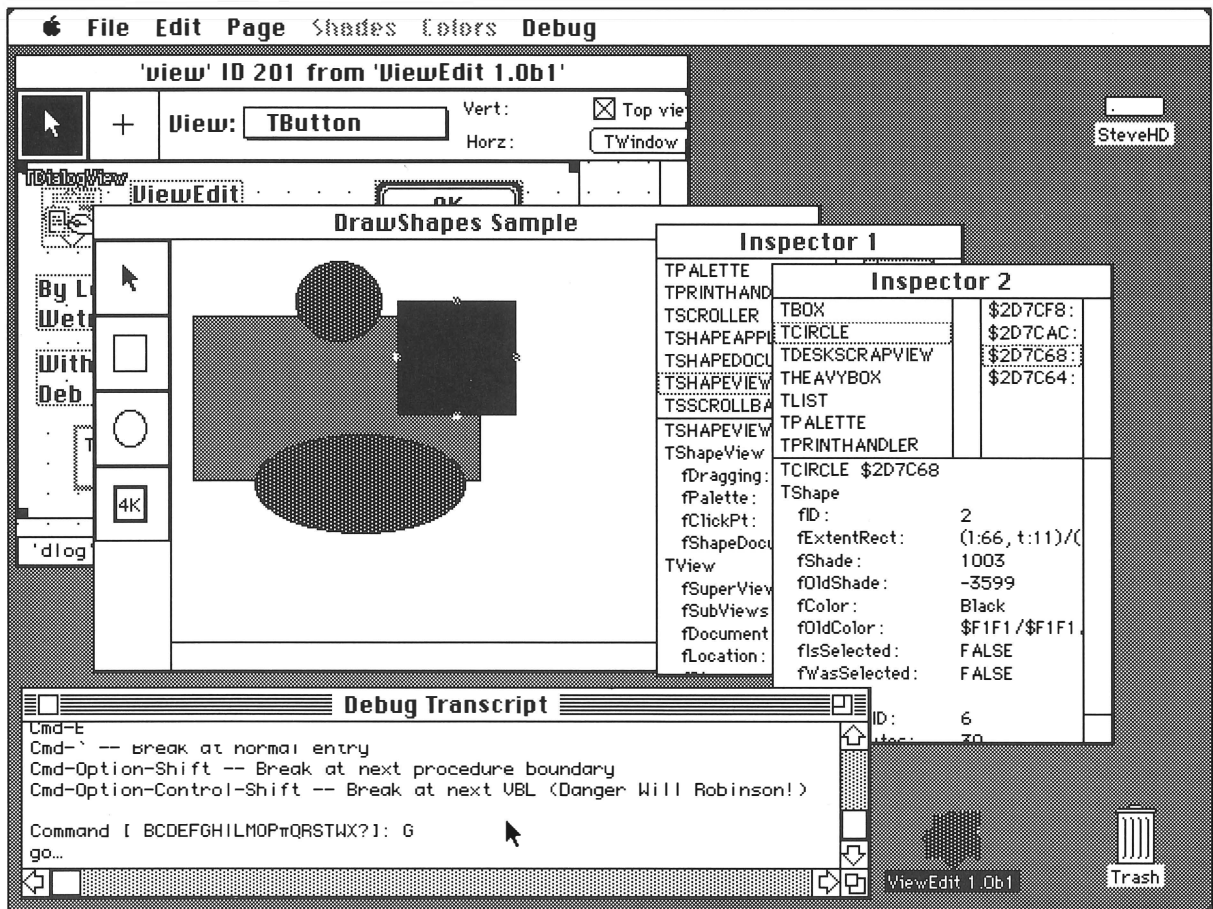 File Edit Page Shades Colors Debug
'view' ID 201 from 'ViewEdit 1.0b1'
View: TButton
Vert:
Horz:
Top vie
TWindow
SteveHD
TDialogView
ViewEdit
OK
By L
Wet
With
Deb
T
'dlog'
DrawShapes Sample
4K
Inspector 1
TPALETTE
TPRINTHAND
TSCROLLER
TSHAPEAPPL
TSHAPEDOCU
TSHAPEVIEW
TSSCROLLBA
TSHAPEVIEW
TShapeView
fDragging:
fPalette:
fClickPt:
fShapeDocu
TView
fSuperView
fSubViews
fDocument
fLocation:
Inspector 2
TBOX
TCIRCLE
TDESKSCRAPVIEW
THEAVYBOX
TLIST
TPALETTE
TPRINTHANDLER
$2D7CF8:
$2D7CAC:
$2D7C68:
$2D7C64:
TCIRCLE $2D7C68
TShape
fID: 2
fExtentRect: (l:66, t:11)/(
fShade: 1003
fOldShade: -3599
fColor: Black
fOldColor: $F1F1/$F1F1,
fIsSelected: FALSE
fWasSelected: FALSE
ID: 6
30
Debug Transcript
Cmd-E
Cmd-` -- Break at normal entry
Cmd-Option-Shift -- Break at next procedure boundary
Cmd-Option-Control-Shift -- Break at next VBL (Danger Will Robinson!)
Command [ BCDEFGHILMOPπQRSTWX?]: G
go…
ViewEdit 1.0b1
Trash